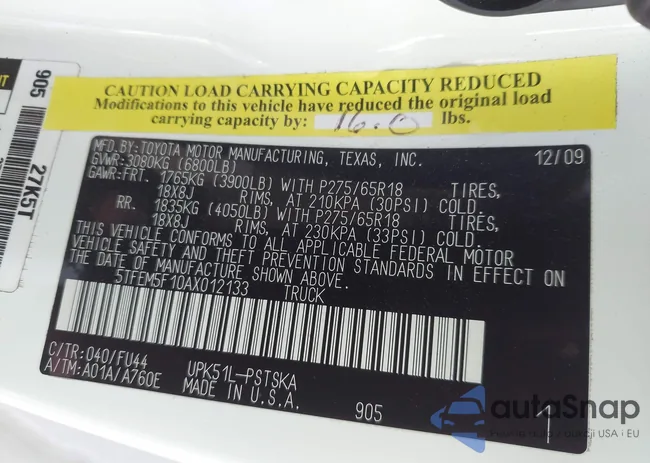 CAUTION LOAD CARRYING CAPACITY REDUCED
Modifications to this vehicle have reduced the original load
carrying capacity by: 16.0 lbs.
905
27K5T
MFD.BY:TOYOTA MOTOR MANUFACTURING, TEXAS, INC. 12/09
GVWR:3080KG (6800LB)
GAWR:FRT. 1765KG (3900LB) WITH P275/65R18 TIRES,
18X8J RIMS, AT 210KPA (30PSI) COLD.
RR. 1835KG (4050LB) WITH P275/65R18 TIRES,
18X8J RIMS, AT 230KPA (33PSI) COLD.
THIS VEHICLE CONFORMS TO ALL APPLICABLE FEDERAL MOTOR
VEHICLE SAFETY AND THEFT PREVENTION STANDARDS IN EFFECT ON
THE DATE OF MANUFACTURE SHOWN ABOVE.
5TFEM5F10AX012133 TRUCK
C/TR:040/FU44 UPK51L-PSTSKA
A/TM:A01A/A760E MADE IN U.S.A. 905 1
autoSnap